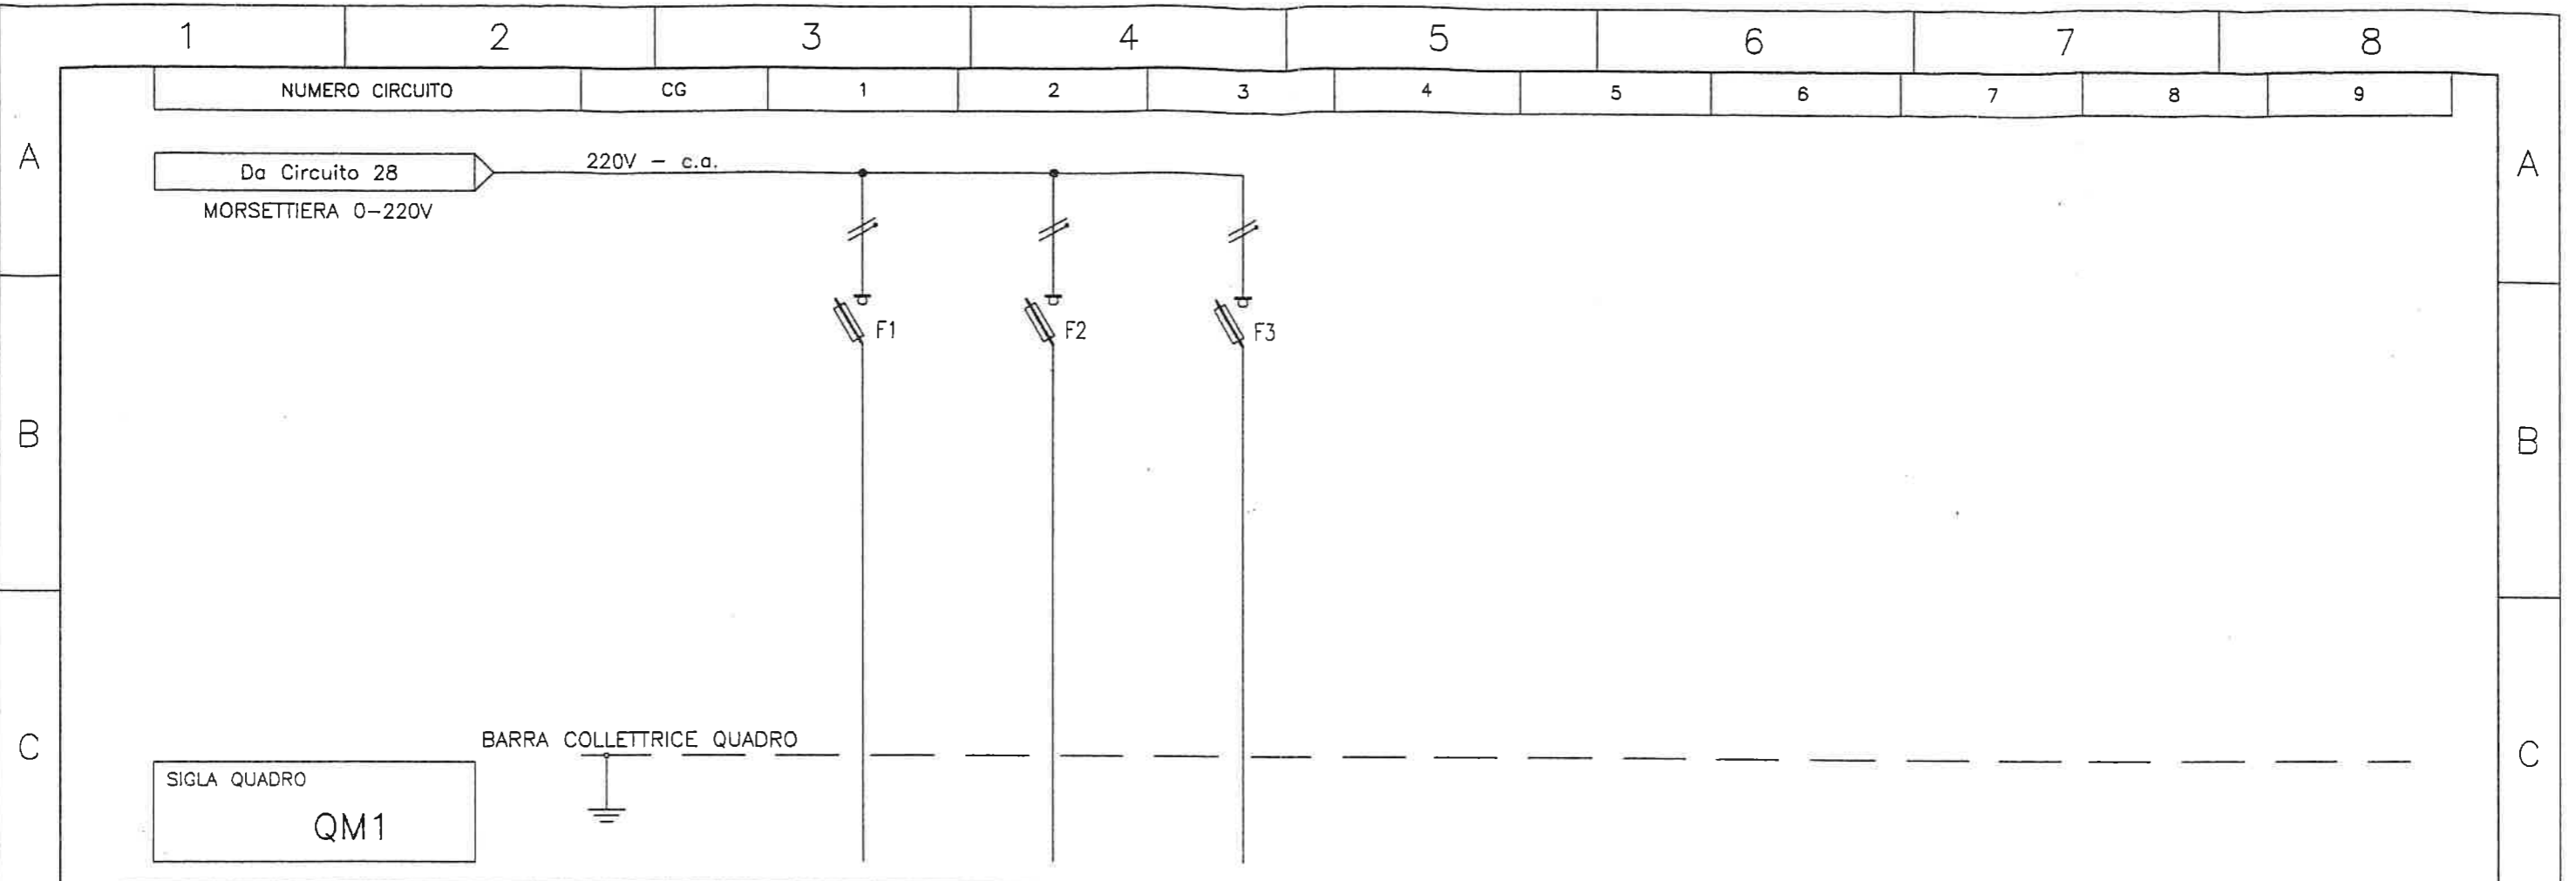 1 2 3 4 5 6 7 8
NUMERO CIRCUITO CG 1 2 3 4 5 6 7 8 9
A A
Da Circuito 28 220V - c.a.
MORSETTIERA 0-220V
F1 F2 F3
B B
BARRA COLLETTRICE QUADRO
C C
SIGLA QUADRO
QM1